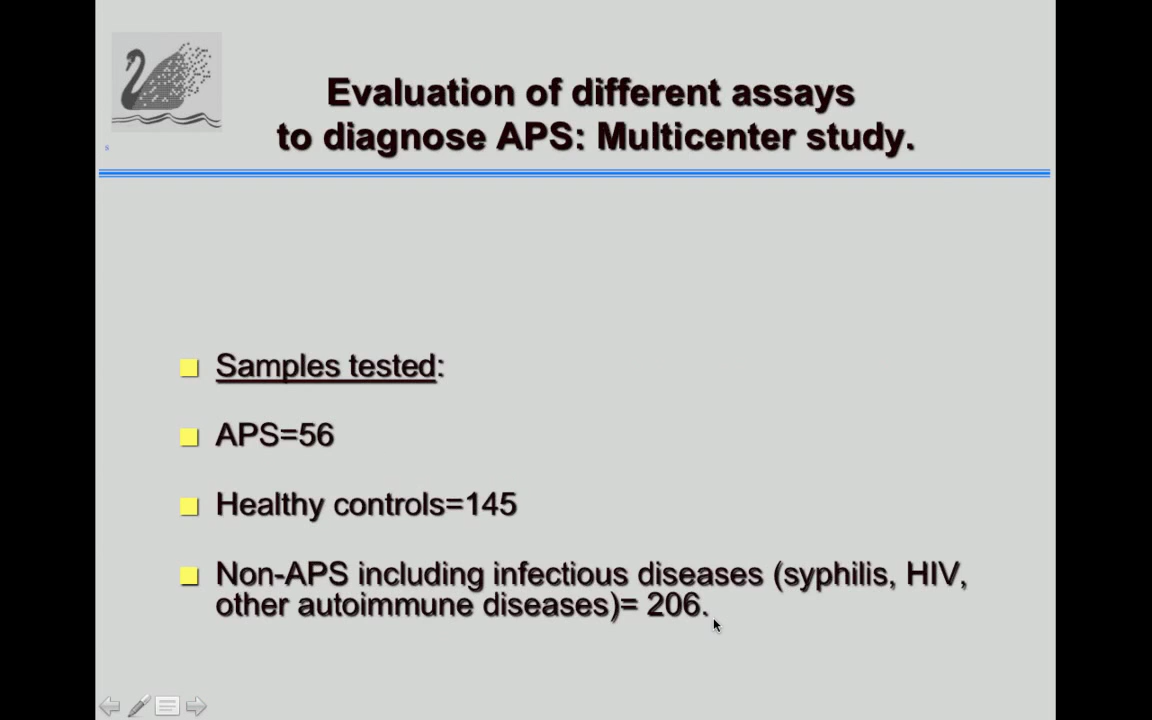 Evaluation of different assays
to diagnose APS: Multicenter study.
Samples tested:
APS=56
Healthy controls=145
Non-APS including infectious diseases (syphilis, HIV,
other autoimmune diseases)= 206.